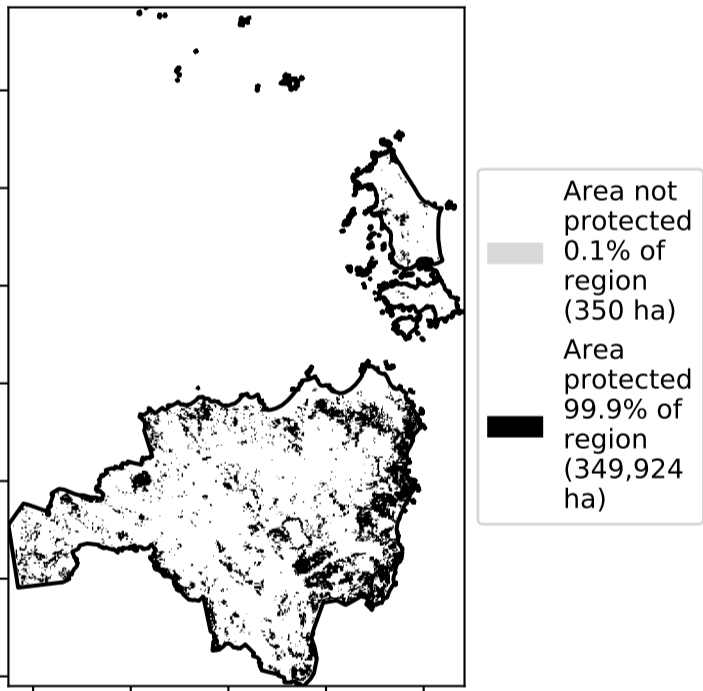 Area not
protected
0.1% of
region
(350 ha)
Area
protected
99.9% of
region
(349,924
ha)